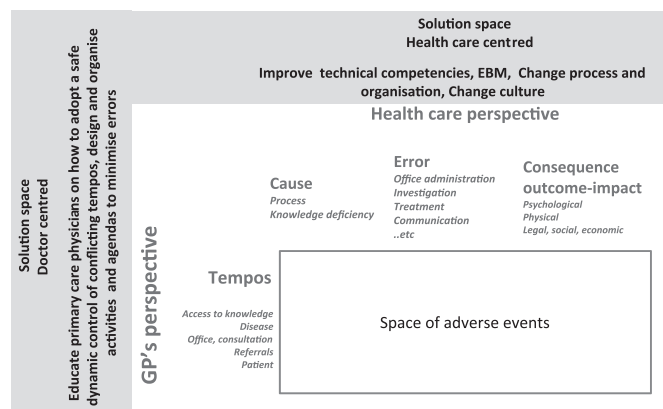 Solution space
Health care centred
Improve technical competencies, EBM, Change process and
organisation, Change culture
Health care perspective
Solution space
Doctor centred
Educate primary care physicians on how to adopt a safe
dynamic control of conflicting tempos, design and organise
activities and agendas to minimise errors
GP's perspective
Cause
Process
Knowledge deficiency
Error
Office administration
Investigation
Treatment
Communication
..etc
Consequence
outcome-impact
Psychological
Physical
Legal, social, economic
Tempos
Access to knowledge
Disease
Office, consultation
Referrals
Patient
Space of adverse events